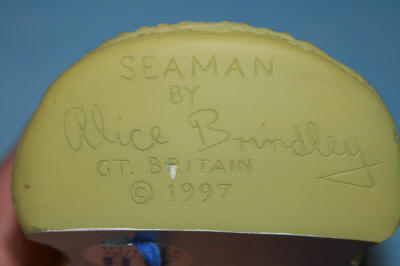 SEAMAN
BY
Alice Brindley
GT. BRITAIN
© 1997